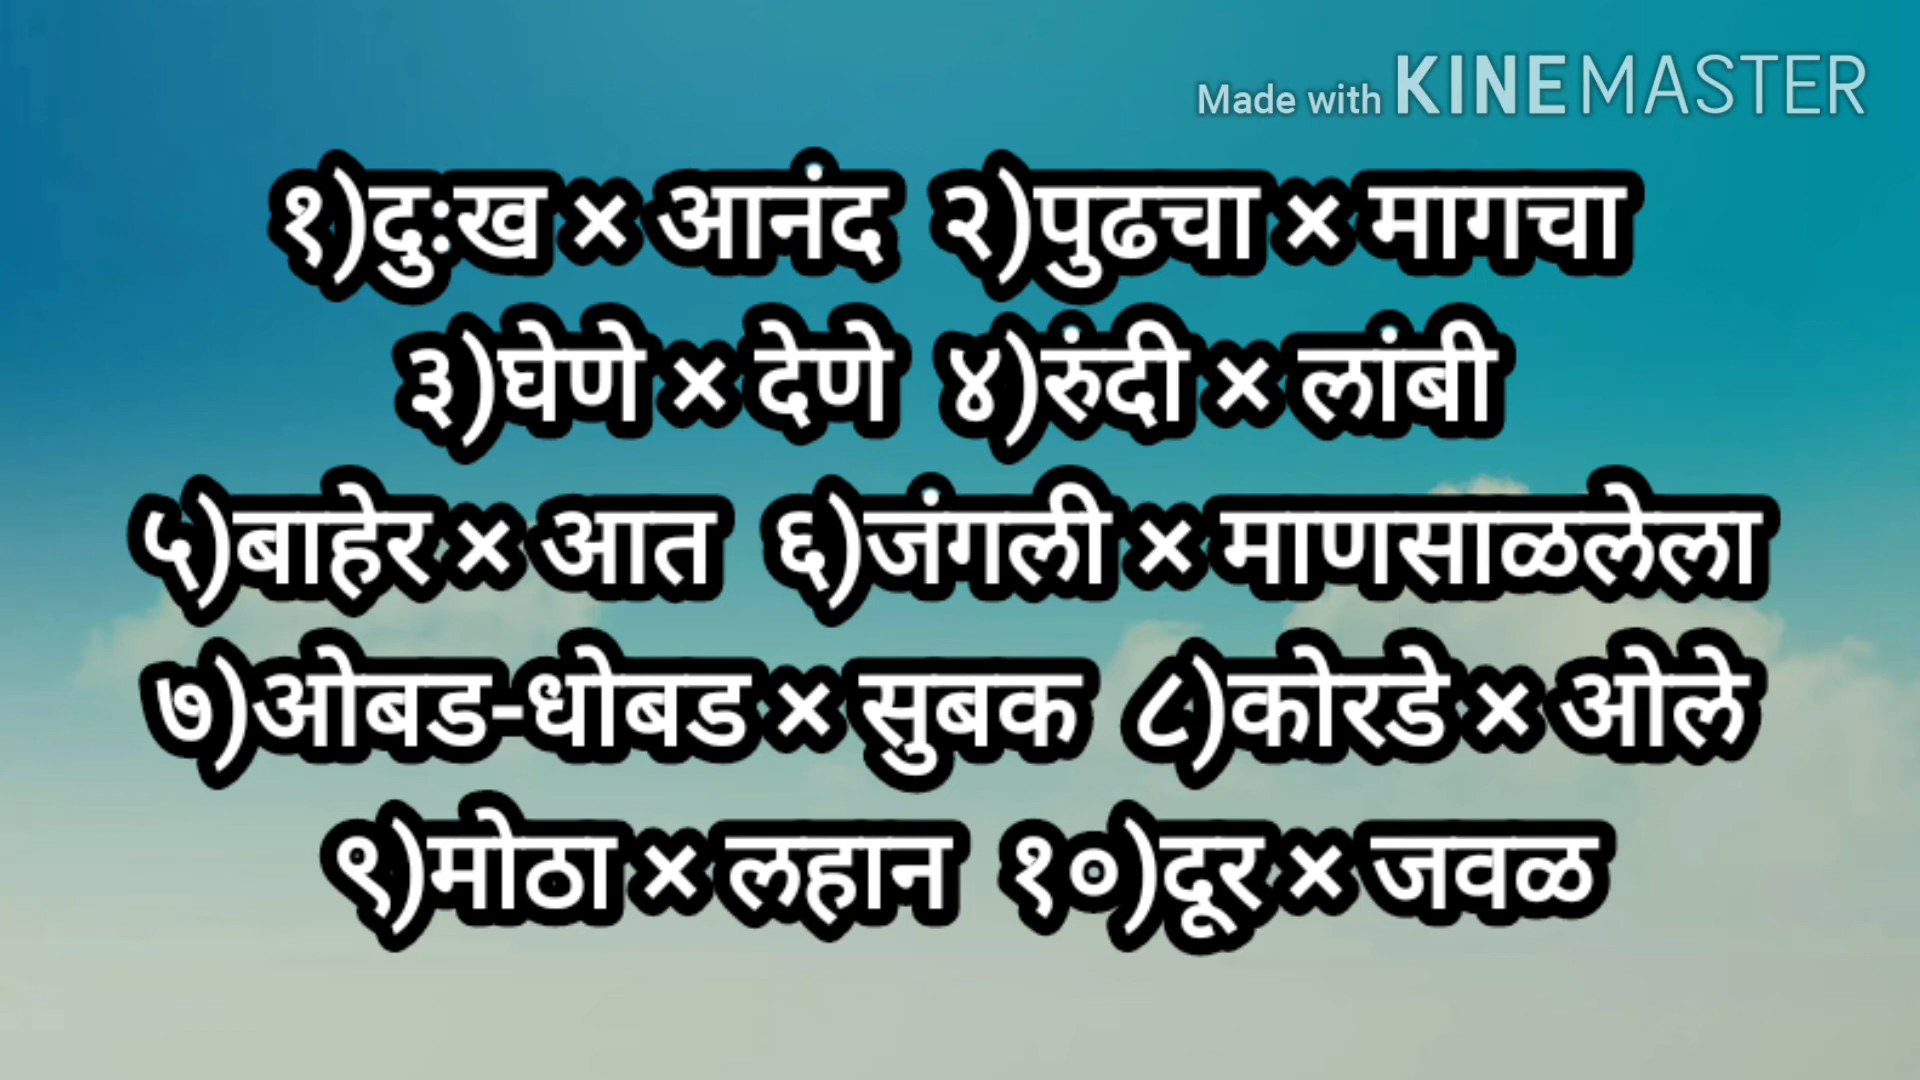 Made with KINEMASTER
१)दुःख × आनंद २)पुढचा × मागचा
३)घेणे × देणे ४)रुंदी × लांबी
५)बाहेर × आत ६)जंगली × माणसाळलेला
७)ओबड-धोबड × सुबक ८)कोरडे × ओले
९)मोठा × लहान १०)दूर × जवळ